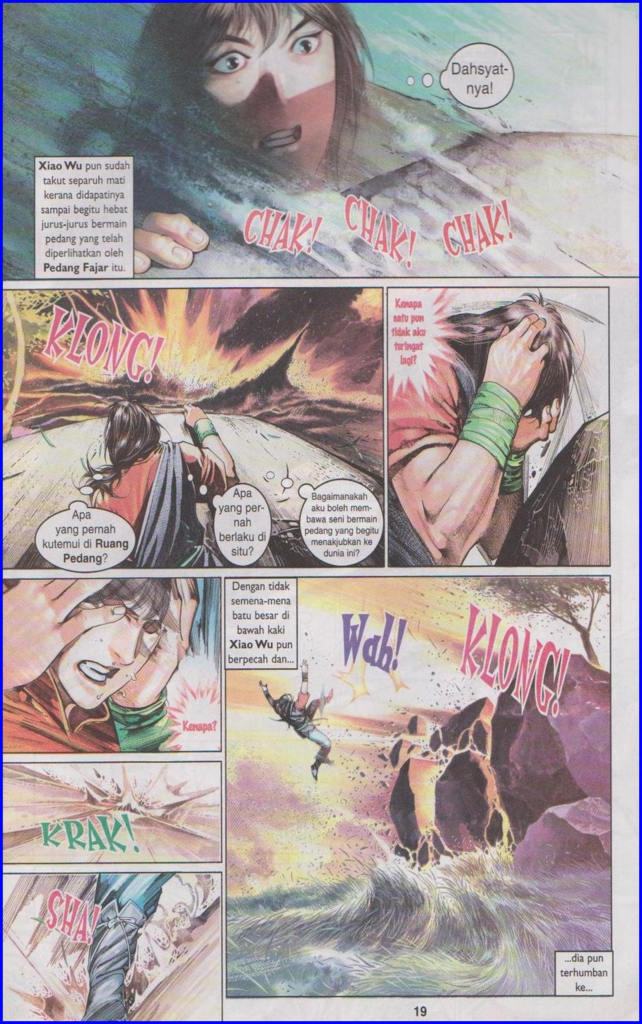 Dahsyat-
nya!
Xiao Wu pun sudah
takut separuh mati
kerana didapatinya
sampai begitu hebat
jurus-jurus bermain
pedang yang telah
diperlihatkan oleh
Pedang Fajar itu.
CHAK!
CHAK!
CHAK!
KLONG!
Apa
yang pernah
kutemui di Ruang
Pedang?
Apa
yang per-
nah
berlaku di
situ?
Bagaimanakah
aku boleh mem-
bawa seni bermain
pedang yang begitu
menakjubkan ke
dunia ini?
Kenapa
satu pun
tidak aku
teringat
lagi?
Kenapa?
KRAK!
SHA!
Dengan tidak
semena-mena
batu besar di
bawah kaki
Xiao Wu pun
berpecah dan...
Wah!
KLONG!
...dia pun
terhumban
ke...
19